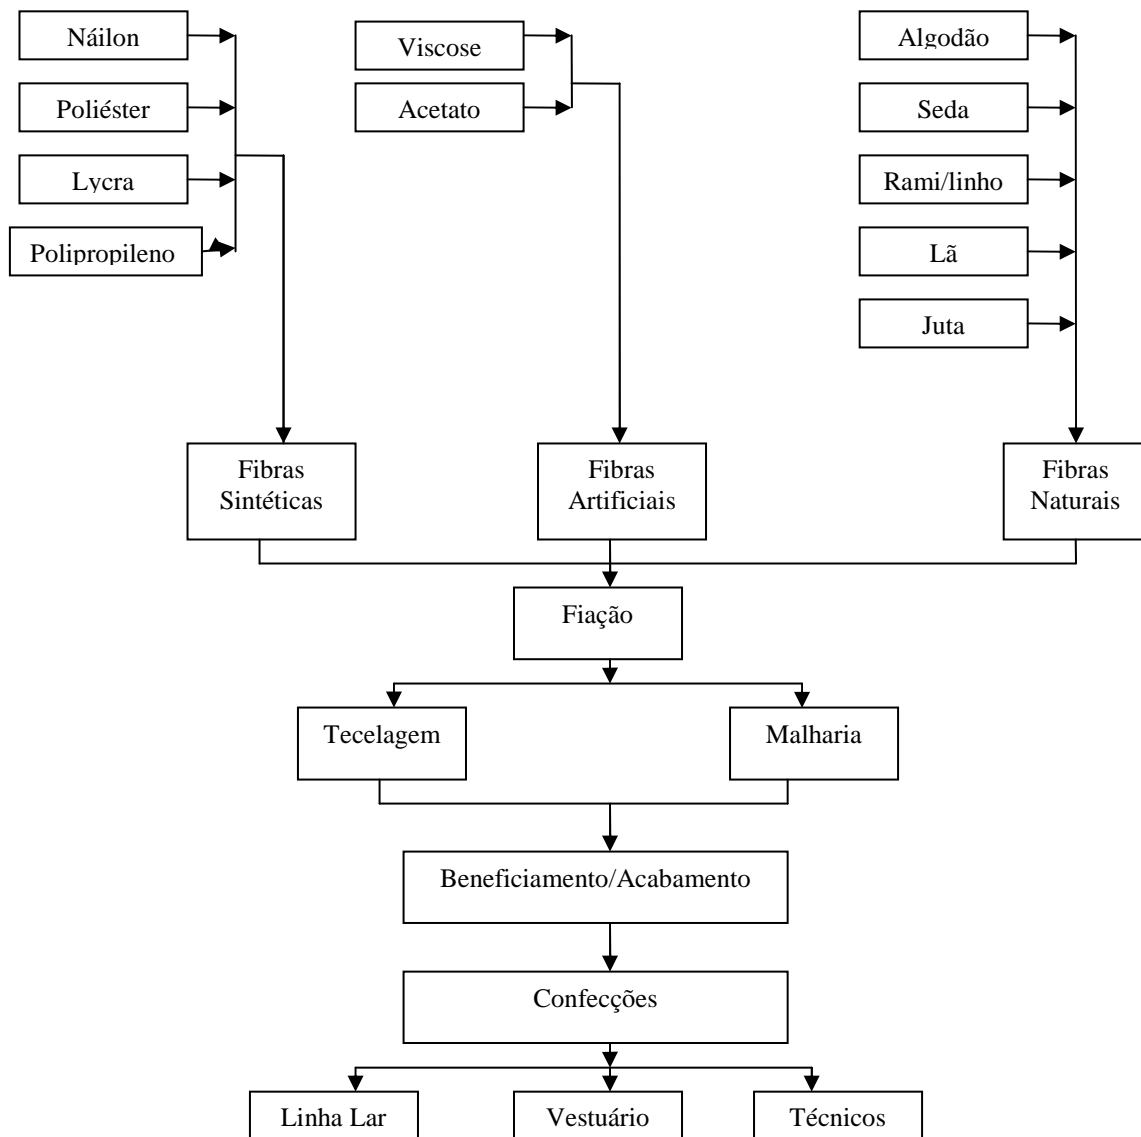 Náilon
Viscose
Algodão
Poliéster
Acetato
Seda
Lycra
Rami/linho
Polipropileno
Lã
Juta
Fibras
Sintéticas
Fibras
Artificiais
Fibras
Naturais
Fiação
Tecelagem
Malharia
Beneficiamento/Acabamento
Confecções
Linha Lar
Vestuário
Técnicos